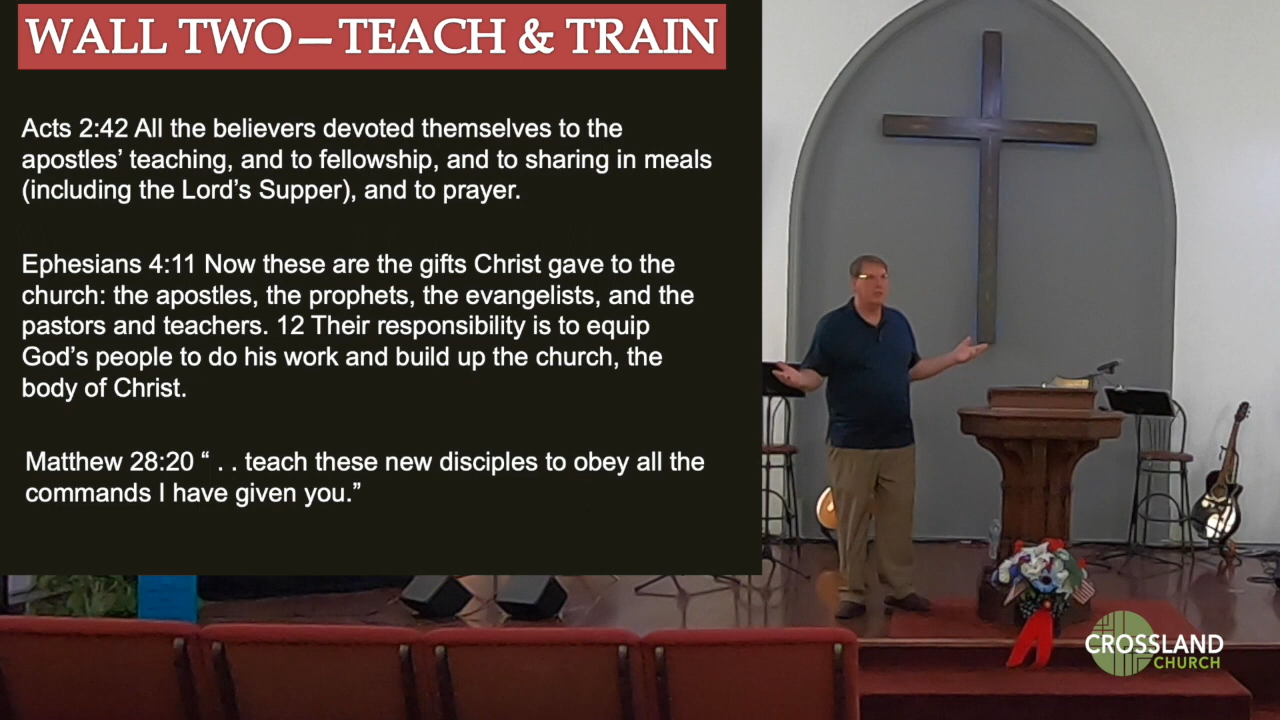 WALL TWO—TEACH & TRAIN
Acts 2:42 All the believers devoted themselves to the
apostles’ teaching, and to fellowship, and to sharing in meals
(including the Lord’s Supper), and to prayer.
Ephesians 4:11 Now these are the gifts Christ gave to the
church: the apostles, the prophets, the evangelists, and the
pastors and teachers. 12 Their responsibility is to equip
God’s people to do his work and build up the church, the
body of Christ.
Matthew 28:20 “ . . teach these new disciples to obey all the
commands I have given you.”
CROSSLAND
CHURCH